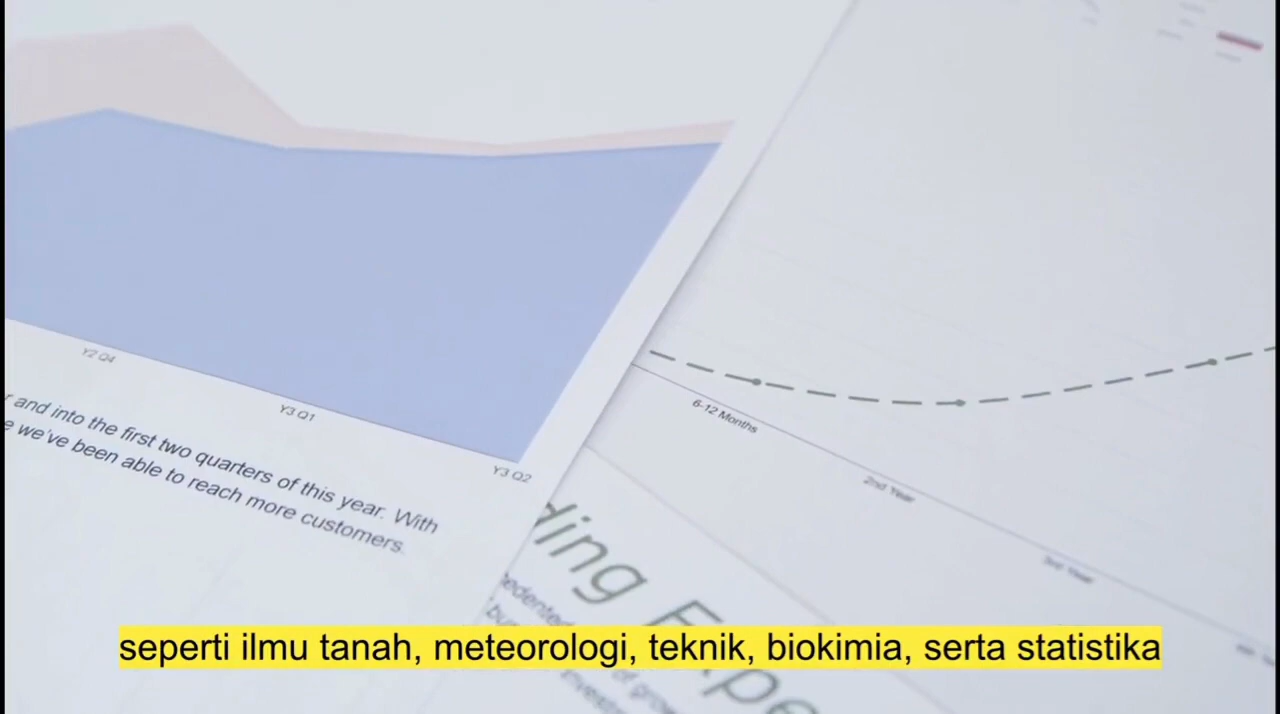 Y2 Q4
Y3 Q1
Y3 Q2
and into the first two quarters of this year. With
we've been able to reach more customers.
6-12 Months
2nd Year
3rd Year
seperti ilmu tanah, meteorologi, teknik, biokimia, serta statistika